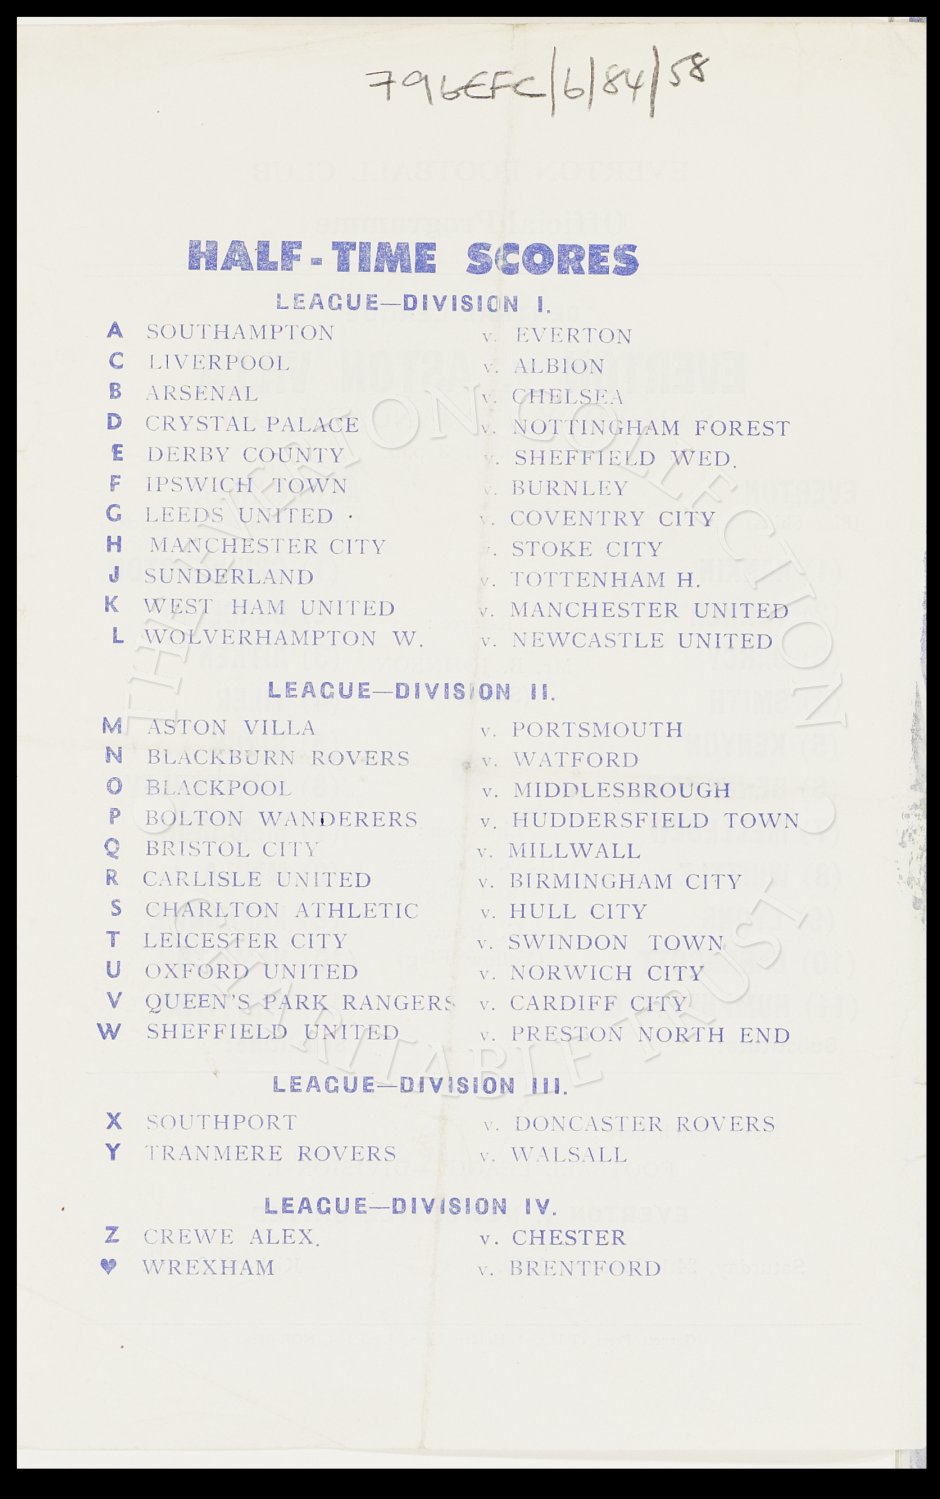 796EFC/6/84/58
HALF-TIME SCORES
LEAGUE—DIVISION I.
A SOUTHAMPTON v. EVERTON
C LIVERPOOL v. ALBION
B ARSENAL v. CHELSEA
D CRYSTAL PALACE v. NOTTINGHAM FOREST
E DERBY COUNTY v. SHEFFIELD WED.
F IPSWICH TOWN v. BURNLEY
G LEEDS UNITED v. COVENTRY CITY
H MANCHESTER CITY v. STOKE CITY
J SUNDERLAND v. TOTTENHAM H.
K WEST HAM UNITED v. MANCHESTER UNITED
L WOLVERHAMPTON W. v. NEWCASTLE UNITED
LEAGUE—DIVISION II.
M ASTON VILLA v. PORTSMOUTH
N BLACKBURN ROVERS v. WATFORD
O BLACKPOOL v. MIDDLESBROUGH
P BOLTON WANDERERS v. HUDDERSFIELD TOWN
Q BRISTOL CITY v. MILLWALL
R CARLISLE UNITED v. BIRMINGHAM CITY
S CHARLTON ATHLETIC v. HULL CITY
T LEICESTER CITY v. SWINDON TOWN
U OXFORD UNITED v. NORWICH CITY
V QUEEN'S PARK RANGERS v. CARDIFF CITY
W SHEFFIELD UNITED v. PRESTON NORTH END
LEAGUE—DIVISION III.
X SOUTHPORT v. DONCASTER ROVERS
Y TRANMERE ROVERS v. WALSALL
LEAGUE—DIVISION IV.
Z CREWE ALEX. v. CHESTER
♥ WREXHAM v. BRENTFORD
© THE EVERTON COLLECTION ©
CHARITABLE TRUST